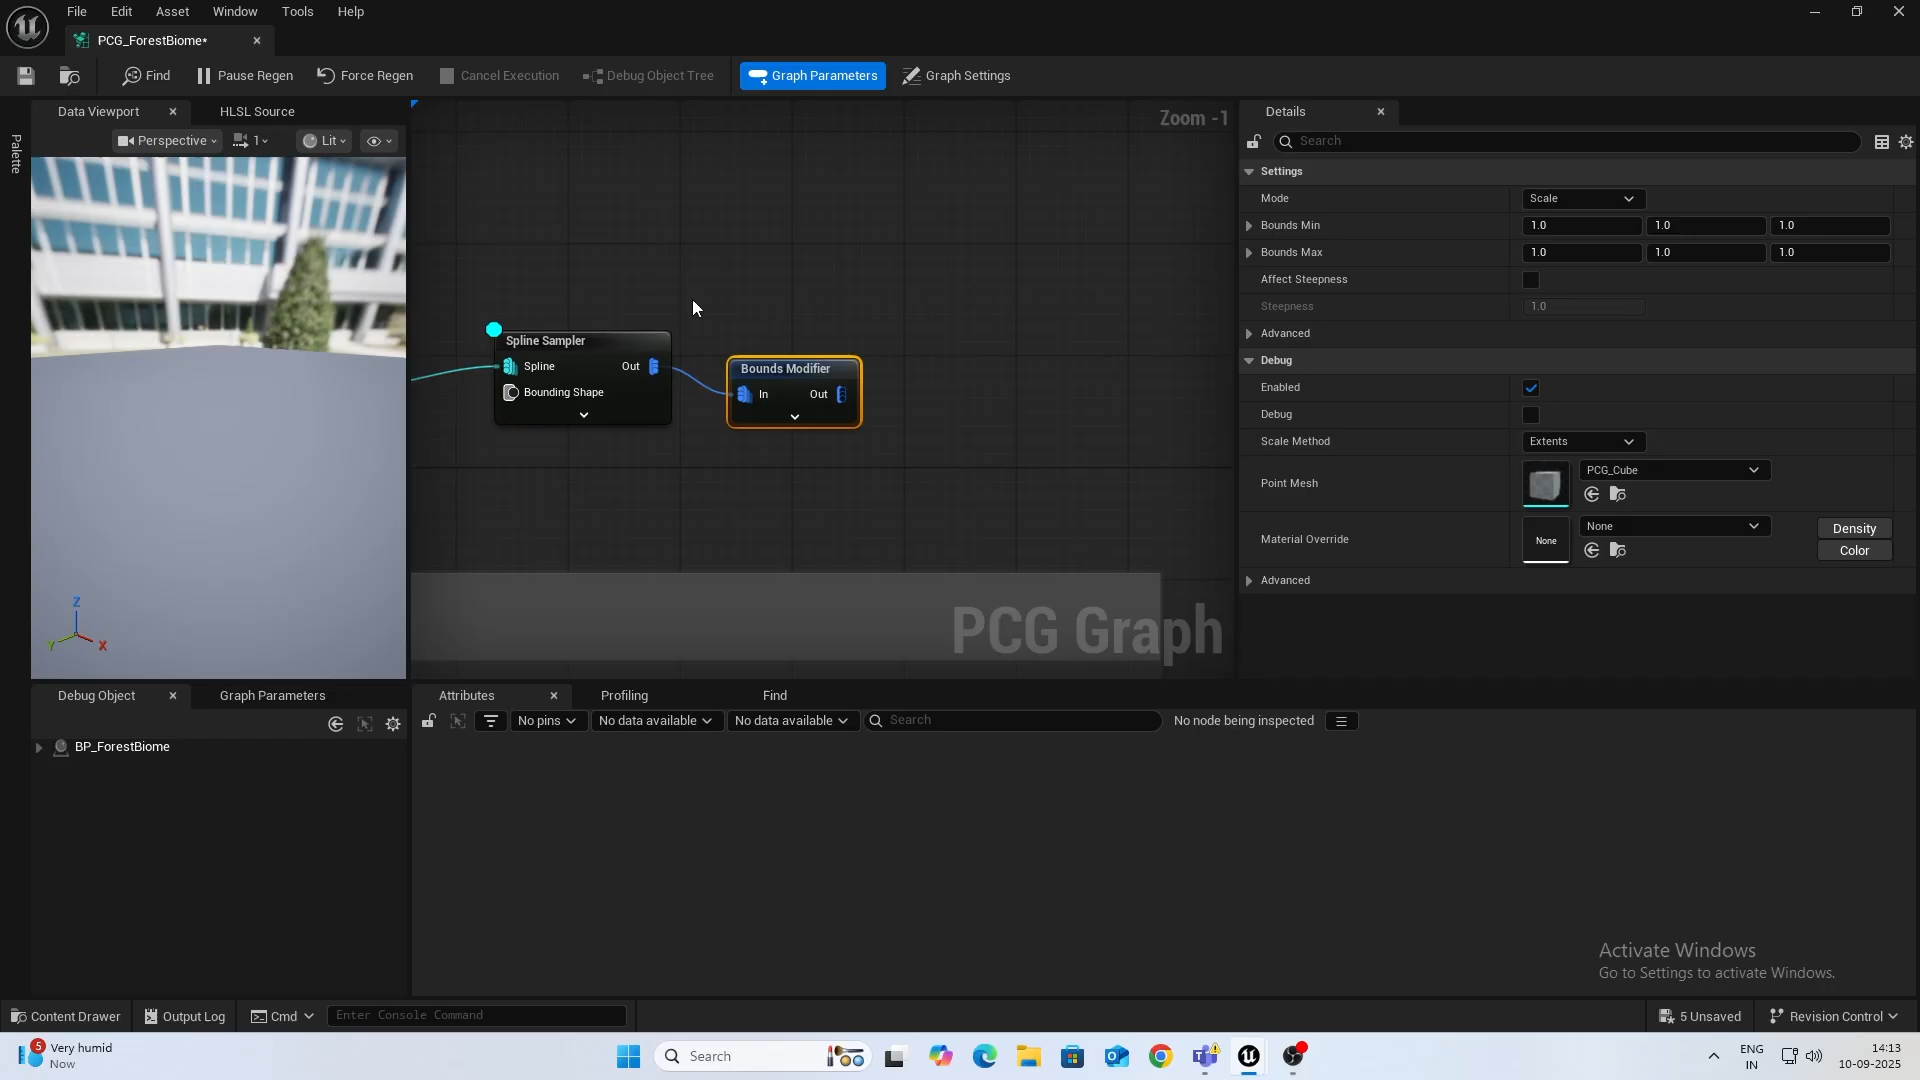 File Edit Asset Window Tools Help
PCG_ForestBiome*
Find Pause Regen Force Regen Cancel Execution Debug Object Tree Graph Parameters Graph Settings
Palette
Data Viewport HLSL Source
Perspective 1 Lit
Zoom -1
Spline Sampler
Spline Out
Bounding Shape
Bounds Modifier
In Out
PCG Graph
Z
Y X
Details
Search
Settings
Mode Scale
Bounds Min 1.0 1.0 1.0
Bounds Max 1.0 1.0 1.0
Affect Steepness
Steepness 1.0
Advanced
Debug
Enabled
Debug
Scale Method Extents
Point Mesh PCG_Cube
Material Override None None Density
Color
Advanced
Debug Object Graph Parameters
BP_ForestBiome
Attributes Profiling Find
No pins No data available No data available Search No node being inspected
Activate Windows
Go to Settings to activate Windows.
Content Drawer Output Log Cmd Enter Console Command 5 Unsaved Revision Control
5 Very humid
Now
Search
ENG
IN
14:13
10-09-2025